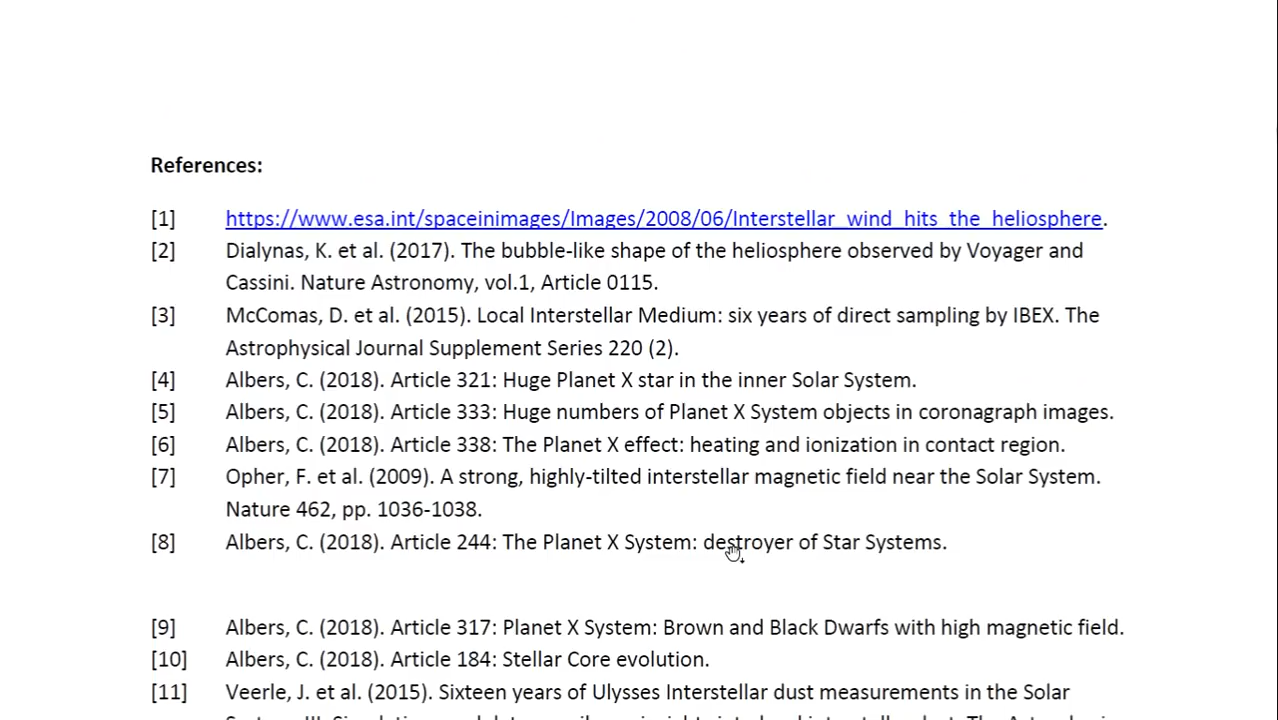 References:
[1] https://www.esa.int/spaceinimages/Images/2008/06/Interstellar_wind_hits_the_heliosphere.
[2] Dialynas, K. et al. (2017). The bubble-like shape of the heliosphere observed by Voyager and
Cassini. Nature Astronomy, vol.1, Article 0115.
[3] McComas, D. et al. (2015). Local Interstellar Medium: six years of direct sampling by IBEX. The
Astrophysical Journal Supplement Series 220 (2).
[4] Albers, C. (2018). Article 321: Huge Planet X star in the inner Solar System.
[5] Albers, C. (2018). Article 333: Huge numbers of Planet X System objects in coronagraph images.
[6] Albers, C. (2018). Article 338: The Planet X effect: heating and ionization in contact region.
[7] Opher, F. et al. (2009). A strong, highly-tilted interstellar magnetic field near the Solar System.
Nature 462, pp. 1036-1038.
[8] Albers, C. (2018). Article 244: The Planet X System: destroyer of Star Systems.
[9] Albers, C. (2018). Article 317: Planet X System: Brown and Black Dwarfs with high magnetic field.
[10] Albers, C. (2018). Article 184: Stellar Core evolution.
[11] Veerle, J. et al. (2015). Sixteen years of Ulysses Interstellar dust measurements in the Solar